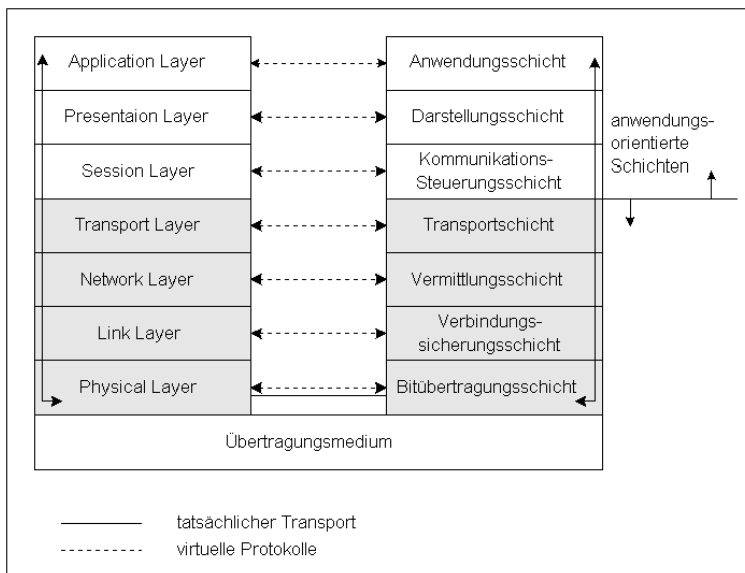 Application Layer
Anwendungsschicht
Presentaion Layer
Darstellungsschicht
anwendungs-
orientierte
Schichten
Session Layer
Kommunikations-
Steuerungsschicht
Transport Layer
Transportschicht
Network Layer
Vermittlungsschicht
Link Layer
Verbindungs-
sicherungsschicht
Physical Layer
Bitübertragungsschicht
Übertragungsmedium
tatsächlicher Transport
virtuelle Protokolle